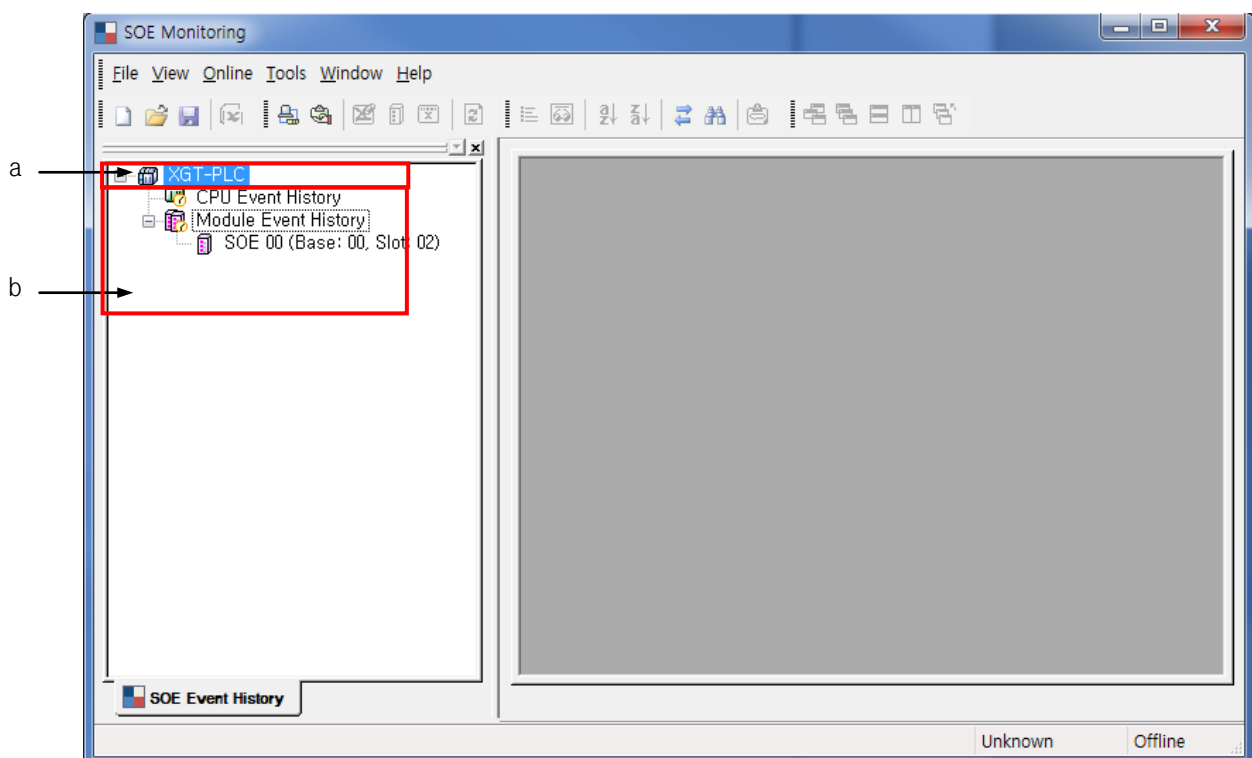 SOE Monitoring
File View Online Tools Window Help
a
XGT-PLC
CPU Event History
Module Event History
SOE 00 (Base: 00, Slot: 02)
b
SOE Event History
Unknown Offline